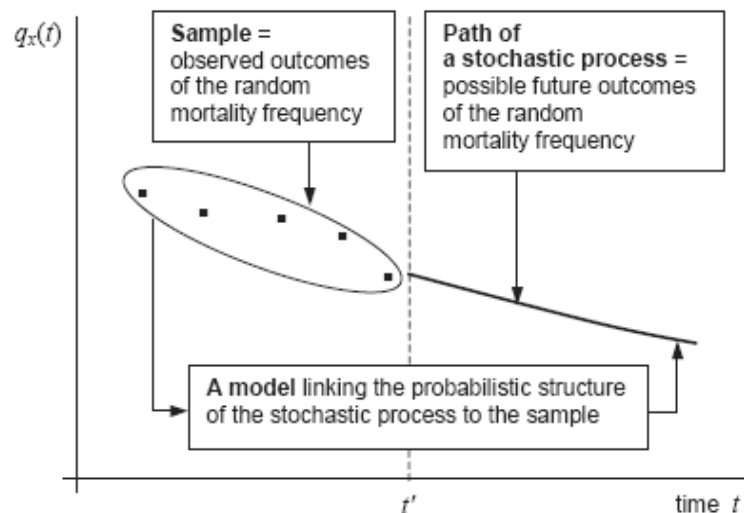 qx(t)
Sample =
observed outcomes
of the random
mortality frequency
Path of
a stochastic process =
possible future outcomes
of the random
mortality frequency
A model linking the probabilistic structure
of the stochastic process to the sample
t'
time t